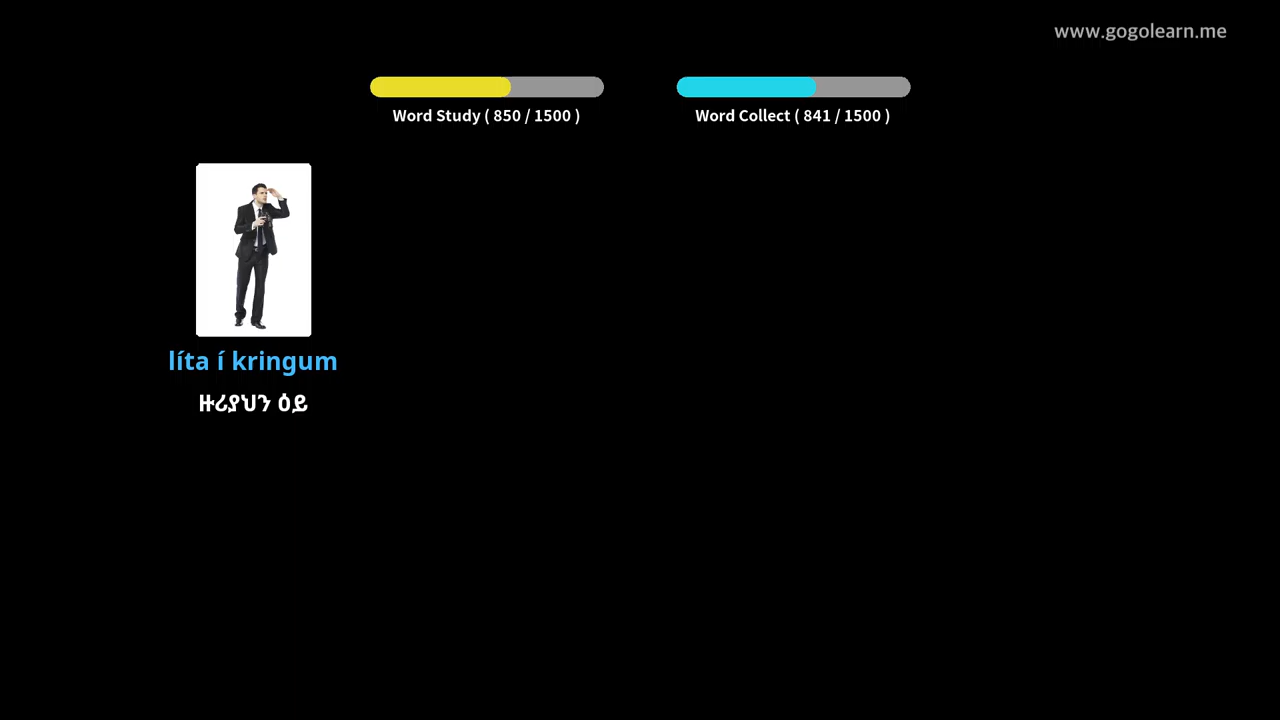 www.gogolearn.me
Word Study ( 850 / 1500 )
Word Collect ( 841 / 1500 )
líta í kringum
ዙሪያህን ዕይ